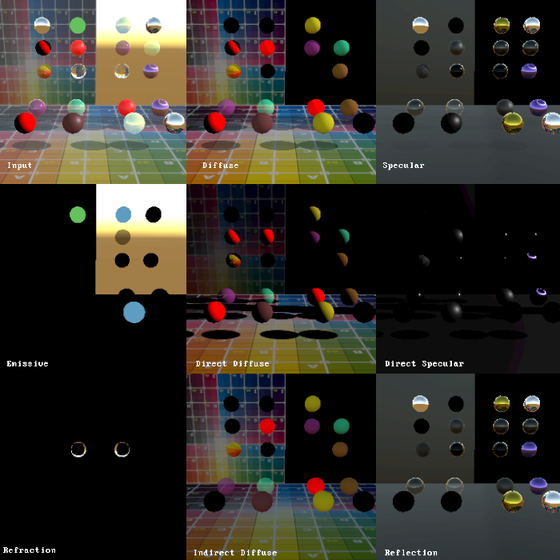 Input
Diffuse
Specular
Emissive
Direct Diffuse
Direct Specular
Refraction
Indirect Diffuse
Reflection